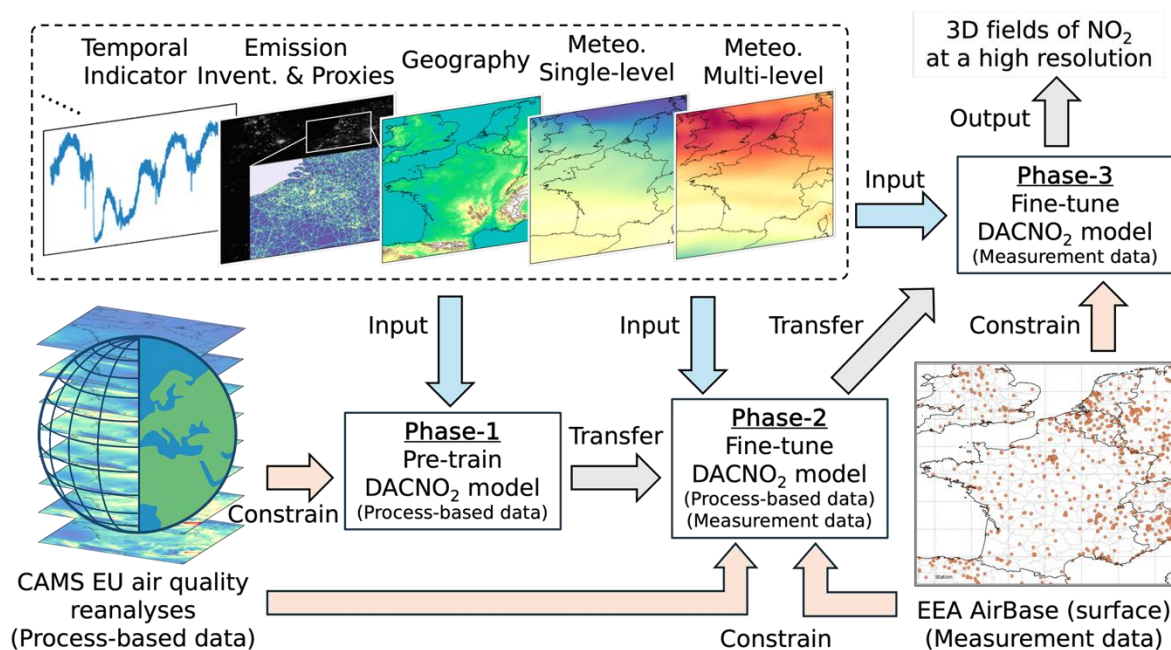 Temporal
Indicator
Emission
Invent. & Proxies
Geography
Meteo.
Single-level
Meteo.
Multi-level
3D fields of NO₂
at a high resolution
Output
Input
Phase-3
Fine-tune
DACNO₂ model
(Measurement data)
Input
Input
Transfer
Constrain
Phase-1
Pre-train
DACNO₂ model
(Process-based data)
Transfer
Phase-2
Fine-tune
DACNO₂ model
(Process-based data)
(Measurement data)
Constrain
Station
CAMS EU air quality
reanalyses
(Process-based data)
Constrain
EEA AirBase (surface)
(Measurement data)